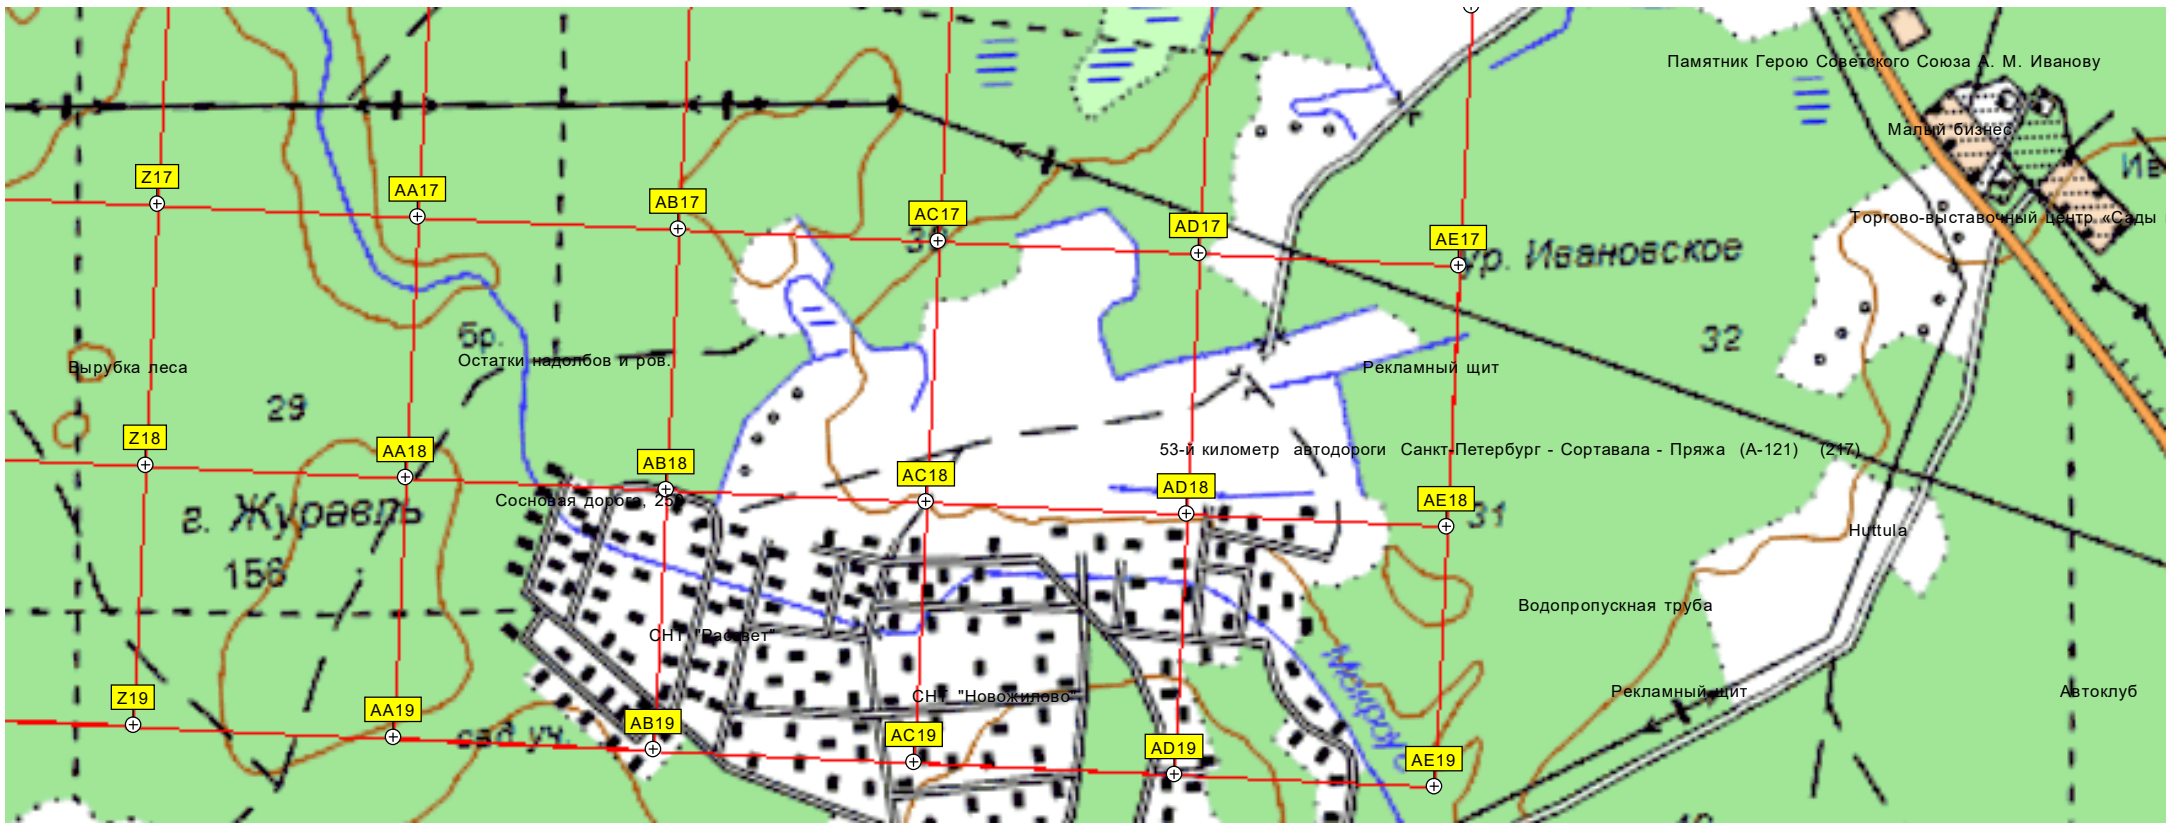 Памятник Герою Советского Союза А. М. Иванову
Малый бизнес
Ив
Z17
AA17
AB17
AC17
AD17
AE17
Торгово-выставочный центр «Сады
ур. Ивановское
32
бр.
Остатки надолбов и ров.
Вырубка леса
Рекламный щит
29
Z18
AA18
AB18
AC18
AD18
AE18
53-й километр автодороги Санкт-Петербург - Сортавала - Пряжа (А-121) (217)
Сосновая дорога, 250
г. Журавель
156
31
Huttula
Водопропускная труба
СНТ "Рассвет"
СНТ "Новожилово"
Рекламный щит
Автоклуб
Z19
AA19
AB19
AC19
AD19
AE19
сад.уч.